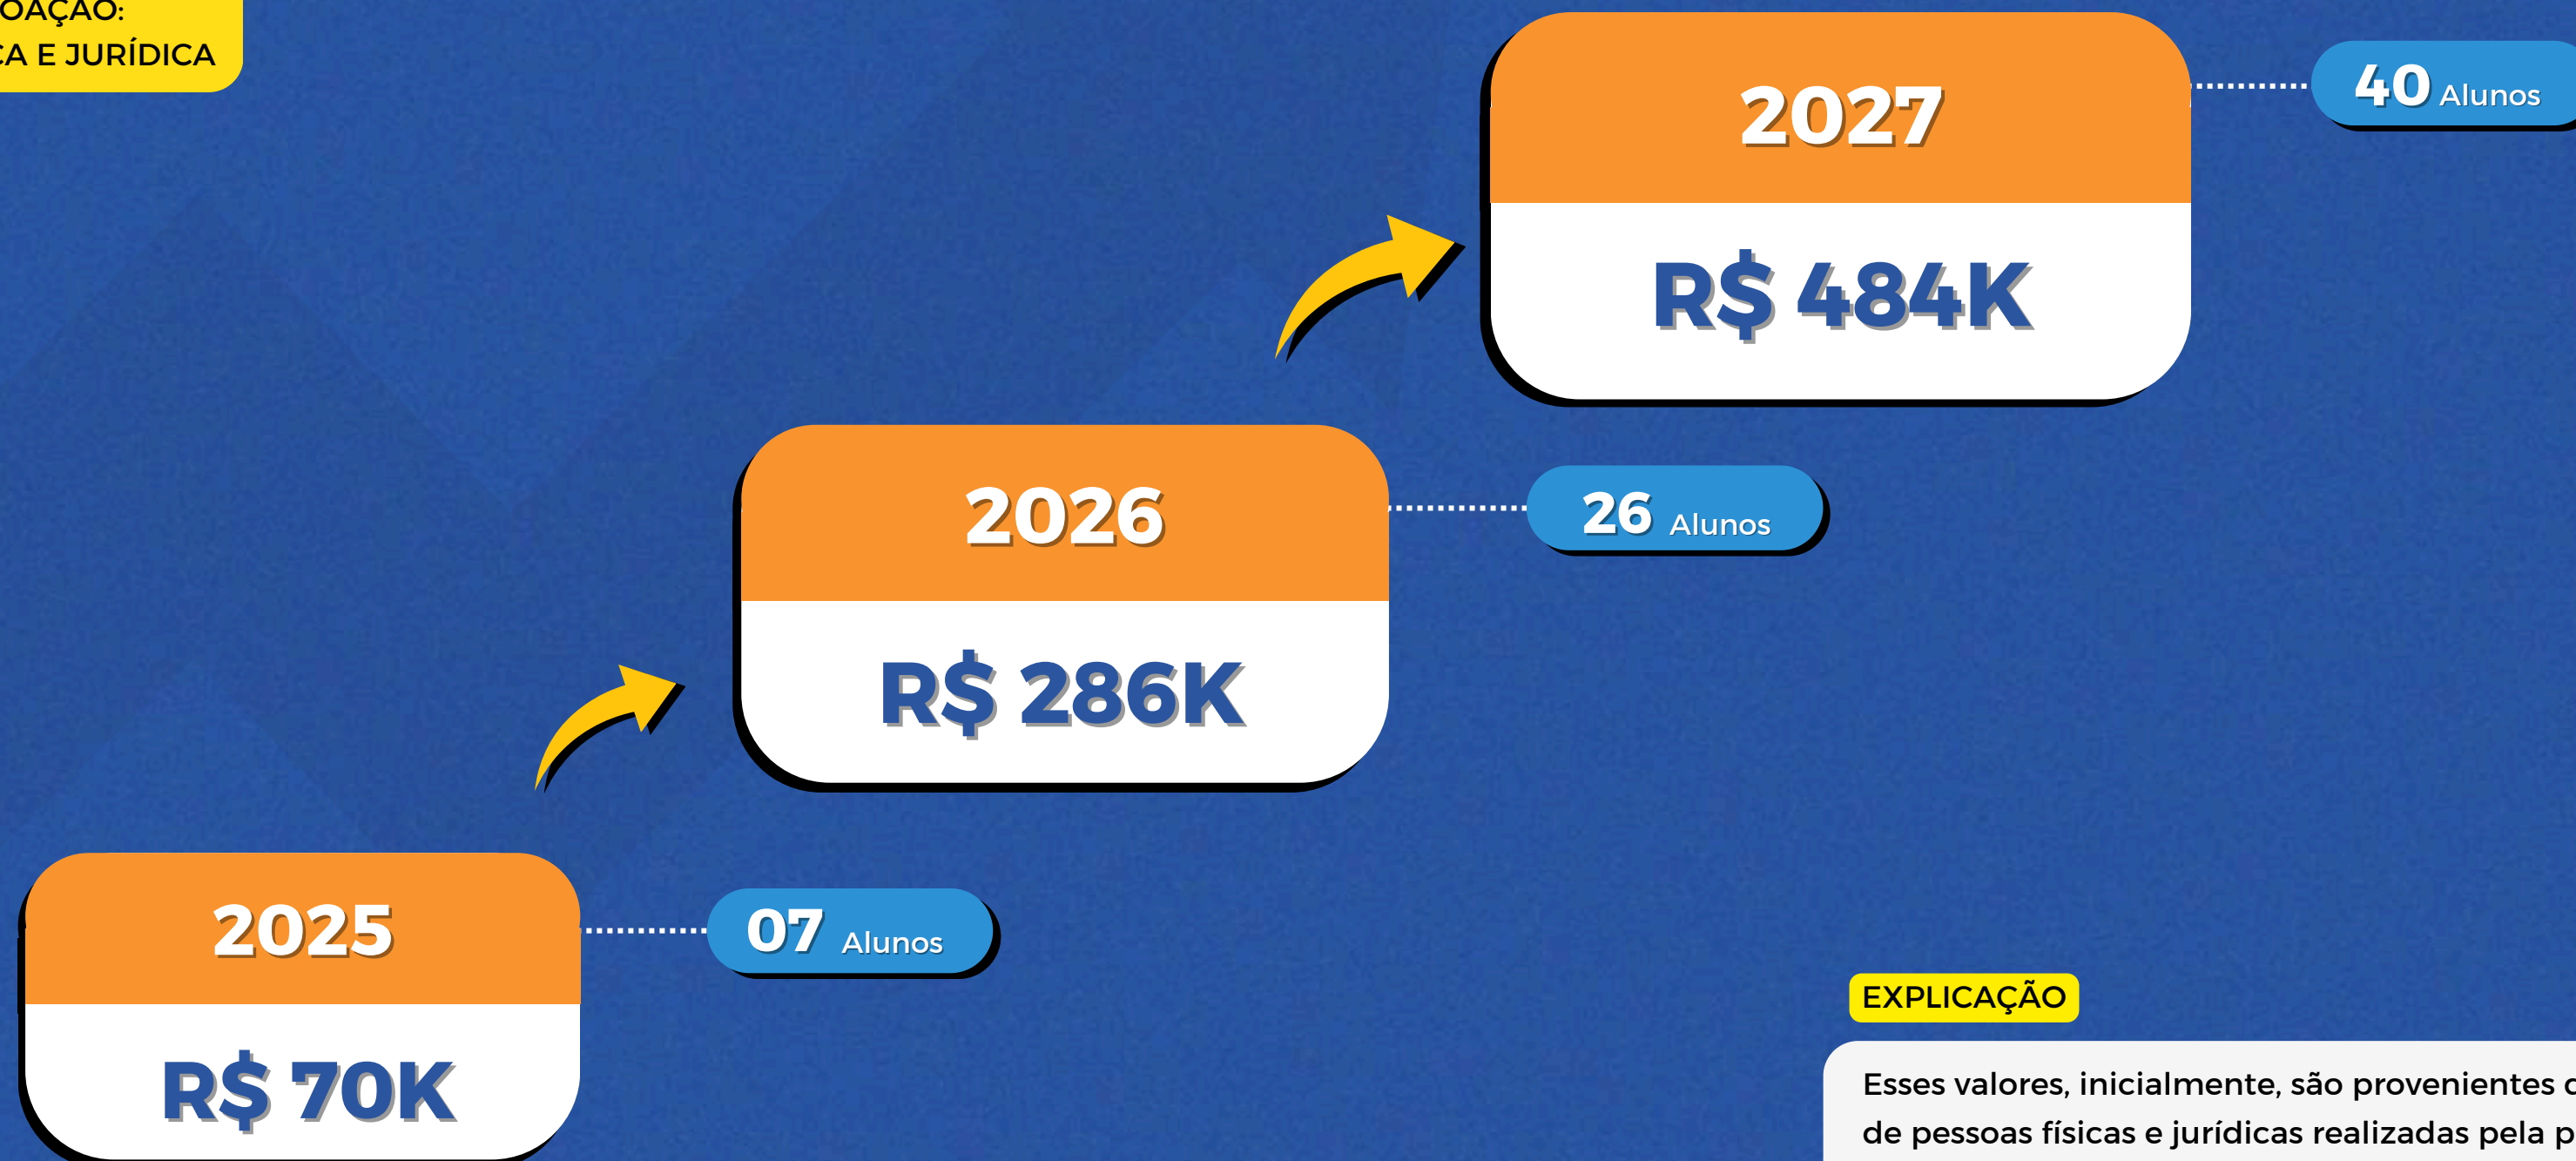 OAÇÃO:
CA E JURÍDICA
2027
40 Alunos
R$ 484K
2026
26 Alunos
R$ 286K
2025
07 Alunos
R$ 70K
EXPLICAÇÃO
Esses valores, inicialmente, são provenientes
de pessoas físicas e jurídicas realizadas pela